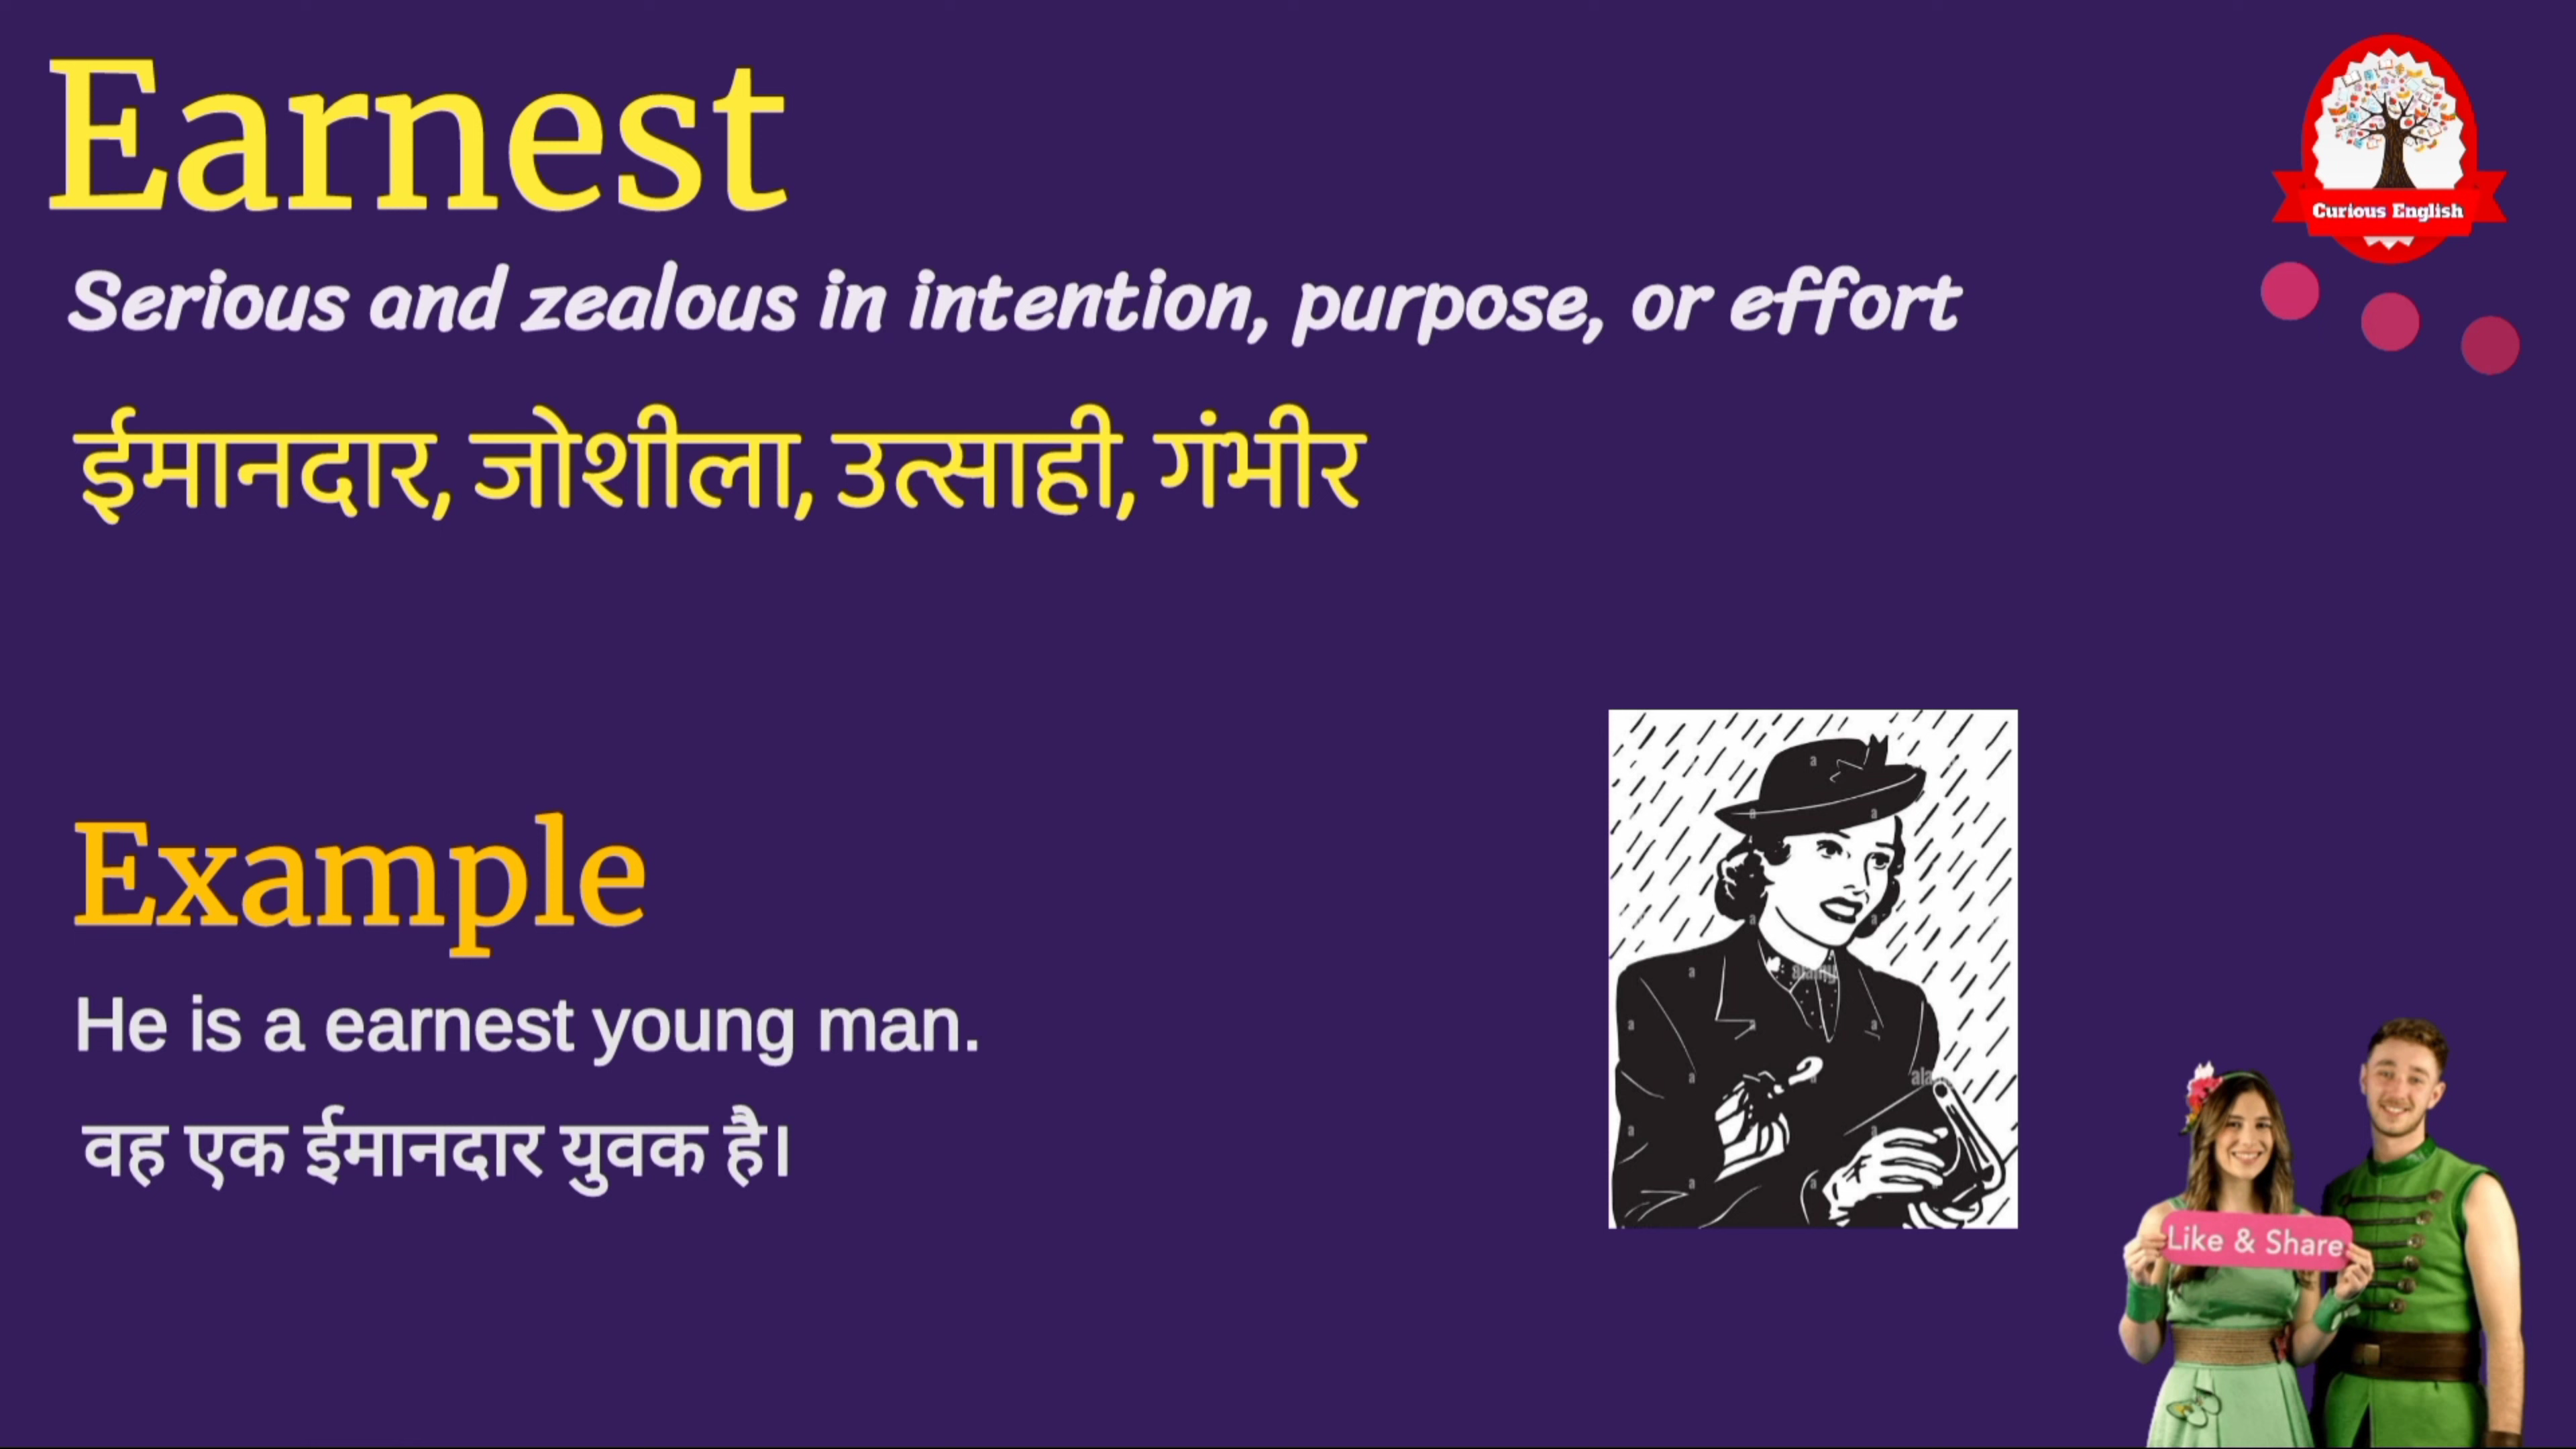 Earnest
Curious English
Serious and zealous in intention, purpose, or effort
ईमानदार, जोशीला, उत्साही, गंभीर
Example
He is a earnest young man.
वह एक ईमानदार युवक है।
alamy
Like & Share